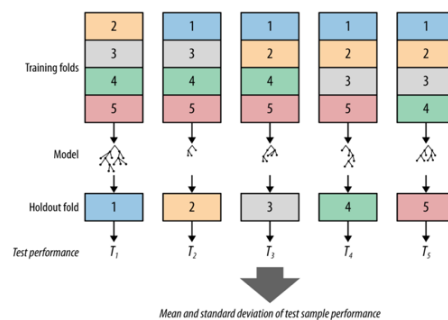 2 1 1 1 1
Training folds
3 3 2 2 2
4 4 4 3 3
5 5 5 5 4
Model
Holdout fold 1 2 3 4 5
Test performance T1 T2 T3 T4 T5
Mean and standard deviation of test sample performance